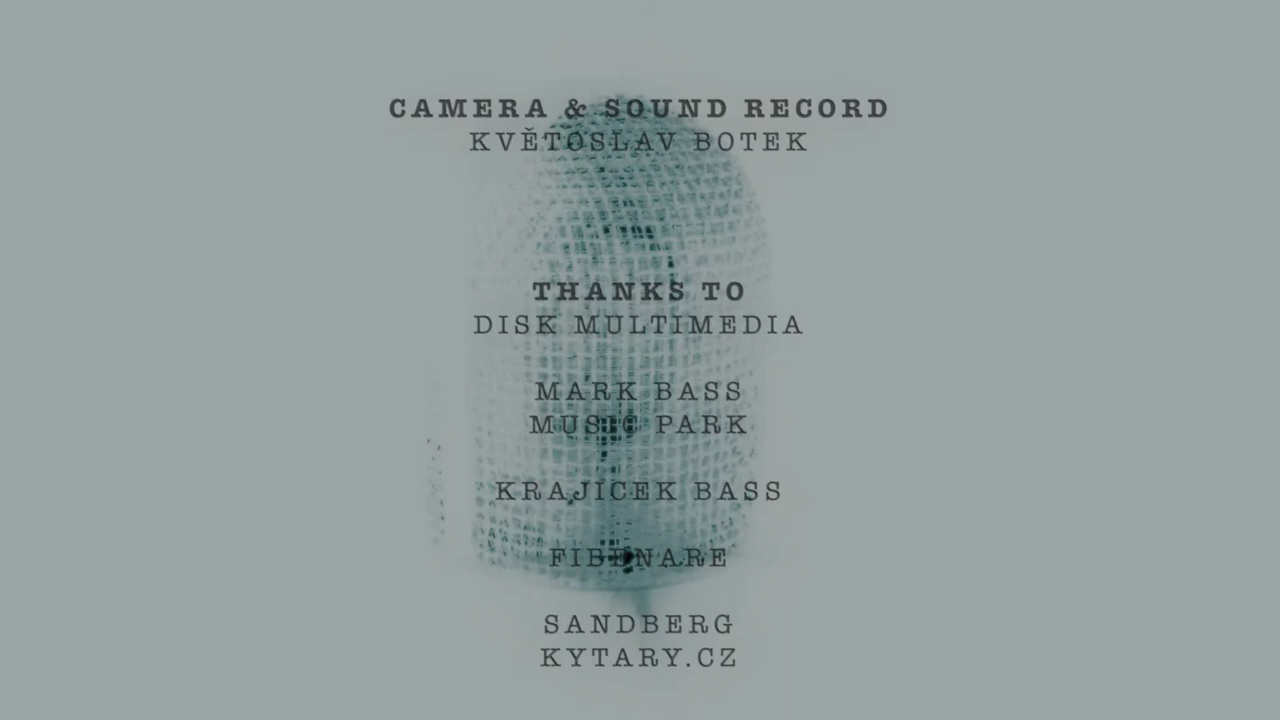 CAMERA & SOUND RECORD
KVĚTOSLAV BOTEK
THANKS TO
DISK MULTIMEDIA
MARK BASS
MUSIC PARK
KRAJICEK BASS
FIBENARE
SANDBERG
KYTARY.CZ